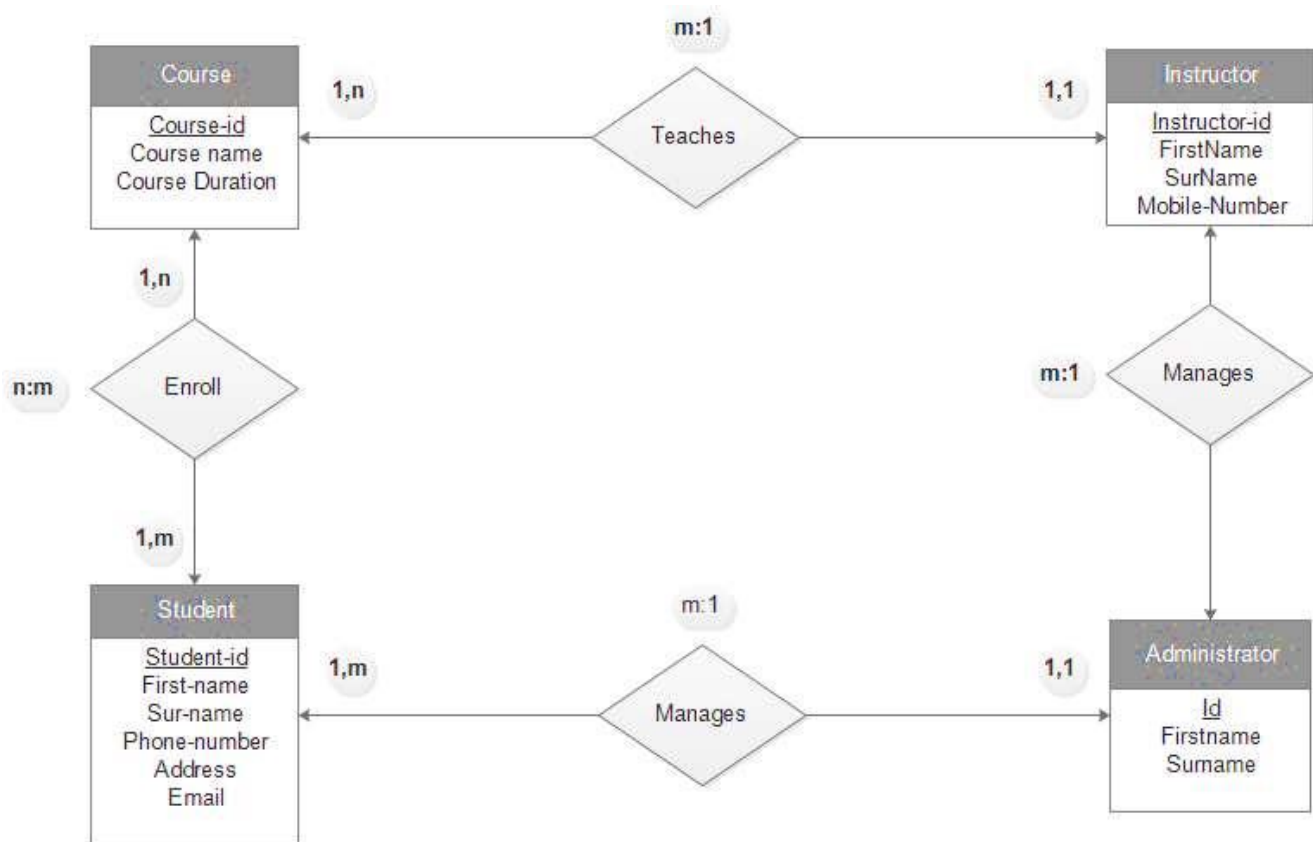 m:1
Course
Course-id
Course name
Course Duration
1,n
Teaches
1,1
Instructor
Instructor-id
FirstName
SurName
Mobile-Number
1,n
n:m
Enroll
1,m
m:1
Manages
Student
Student-id
First-name
Sur-name
Phone-number
Address
Email
m:1
1,m
Manages
1,1
Administrator
Id
Firstname
Surname